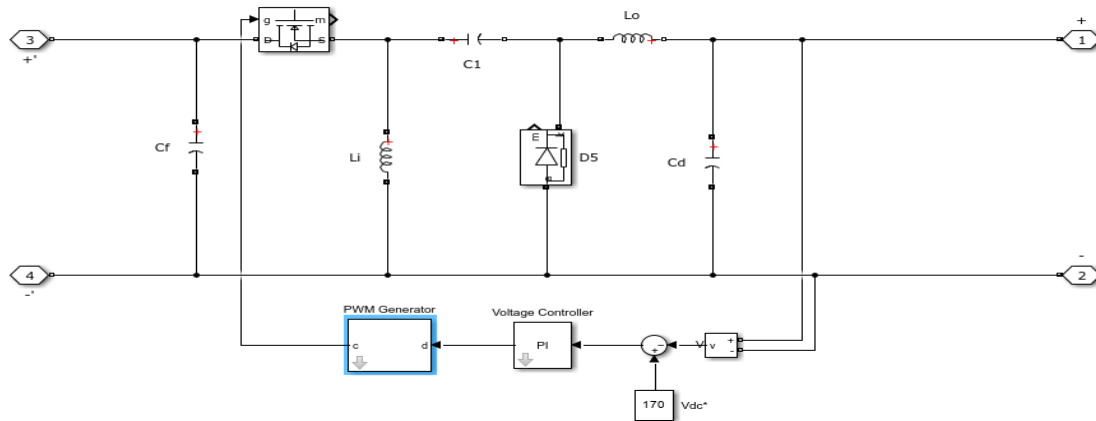 g m
D S
Lo
+
3
1
+'
C1
Cf
Li
m
D5
Cd
4
-'
-
2
PWM Generator
Voltage Controller
c d
PI
+ −
V v + -
170
Vdc*